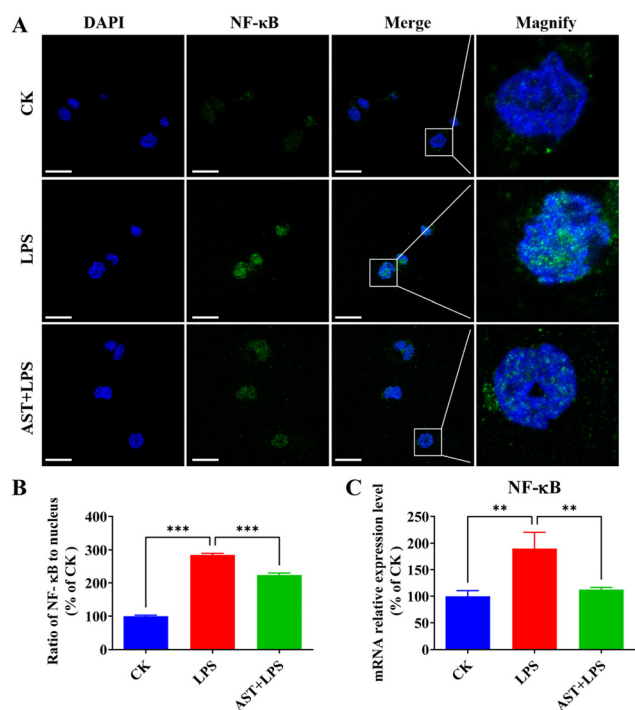 A
DAPI NF-κB Merge Magnify
CK
LPS
AST+LPS
B
Ratio of NF-κB to nucleus
(% of CK )
400
300
200
100
0
*** ***
CK LPS AST+LPS
C
NF-κB
mRNA relative expression level
(% of CK )
250
200
150
100
50
0
** **
CK LPS AST+LPS